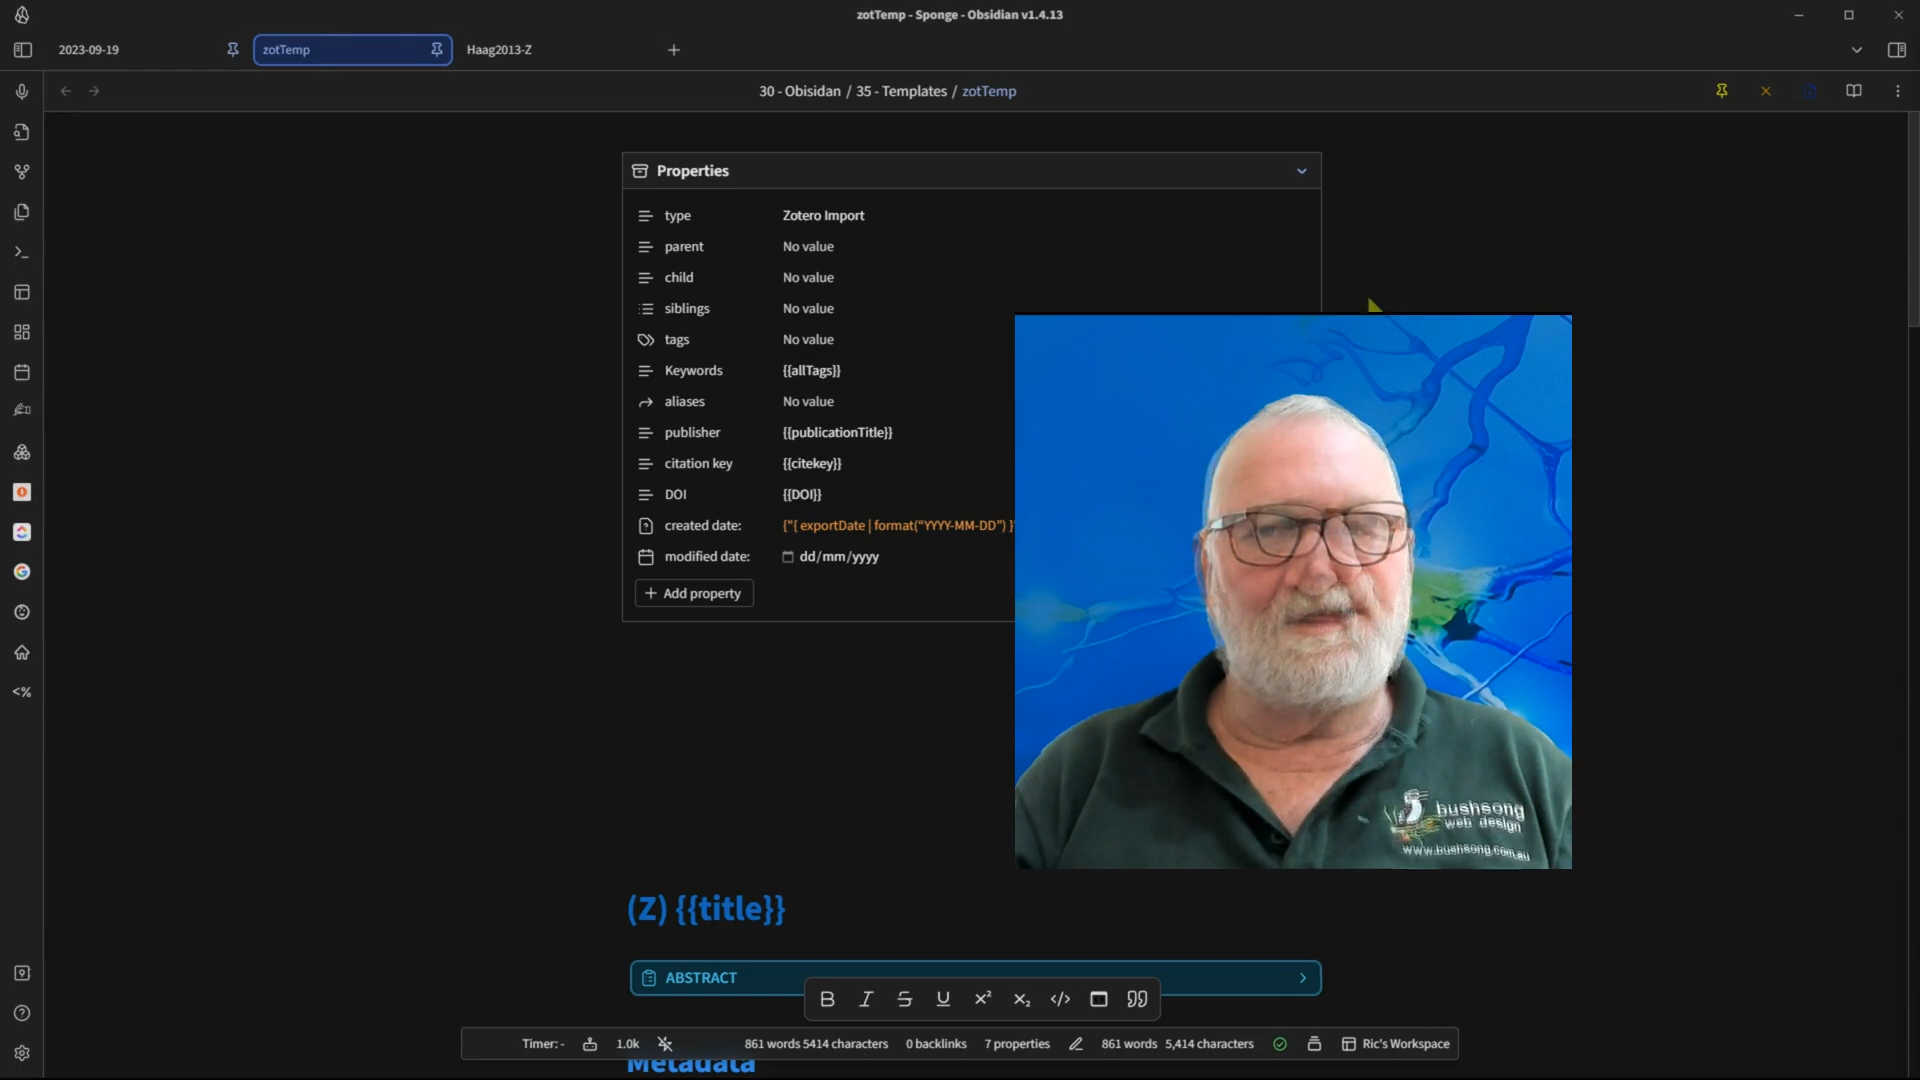 zotTemp - Sponge - Obsidian v1.4.13
2023-09-19
zotTemp
Haag2013-Z
30 - Obisidan / 35 - Templates / zotTemp
Properties
type Zotero Import
parent No value
child No value
siblings No value
tags No value
Keywords {{allTags}}
aliases No value
publisher {{publicationTitle}}
citation key {{citekey}}
DOI {{DOI}}
created date: {"{ exportDate | format(“YYYY-MM-DD”) }
modified date: dd/mm/yyyy
+ Add property
bushsong
web design
www.bushsong.com.au
(Z) {{title}}
ABSTRACT
Timer: - 1.0k 861 words 5414 characters 0 backlinks 7 properties 861 words 5,414 characters Ric's Workspace
Metadata